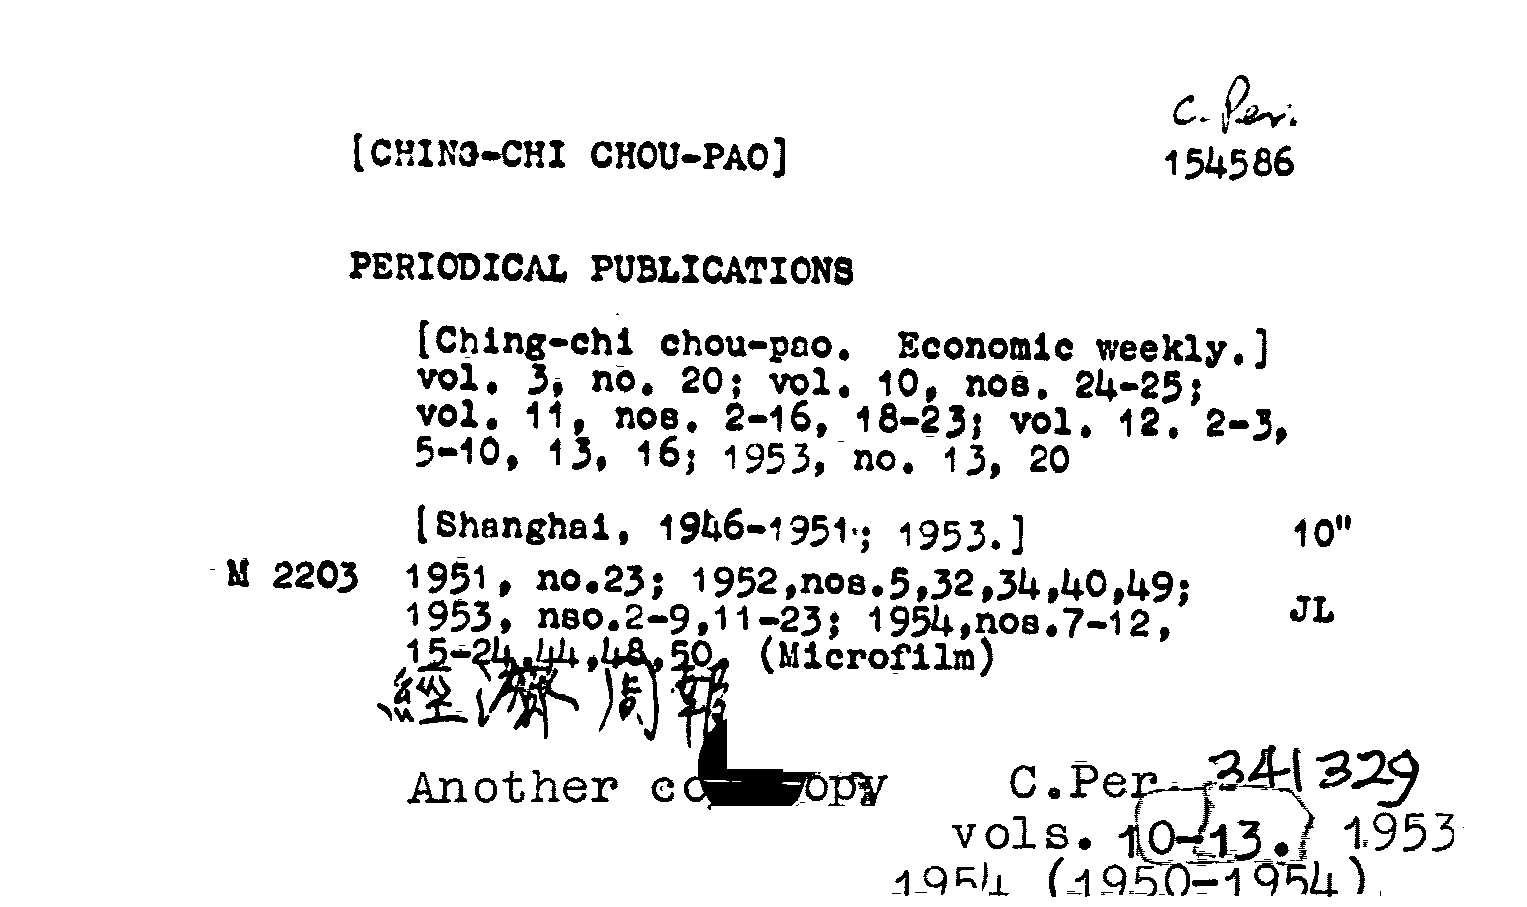 C. Per.
[CHING-CHI CHOU-PAO] 154586
PERIODICAL PUBLICATIONS
[Ching-chi chou-pao. Economic weekly.]
vol. 3, no. 20; vol. 10, nos. 24-25;
vol. 11, nos. 2-16, 18-23; vol. 12. 2-3,
5-10, 13, 16; 1953, no. 13, 20
[Shanghai, 1946-1951; 1953.] 10"
M 2203 1951, no.23; 1952,nos.5,32,34,40,49;
1953, nso.2-9,11-23; 1954,nos.7-12, JL
15-24,44,48,50. (Microfilm)
經濟周報
Another copy C.Per. 341329
vols. 10-13. 1953
1954 (1950-1954)